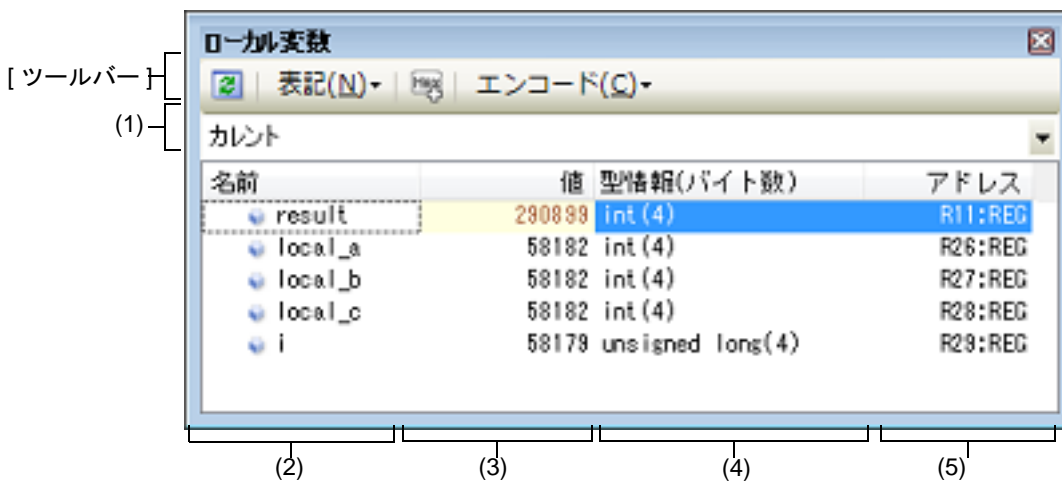 ローカル変数
[ ツールバー ]
表記(N) Hex エンコード(C)
(1)
カレント
名前 値 型情報(バイト数) アドレス
result 290899 int(4) R11:REG
local_a 58182 int(4) R26:REG
local_b 58182 int(4) R27:REG
local_c 58182 int(4) R28:REG
i 58179 unsigned long(4) R29:REG
(2) (3) (4) (5)